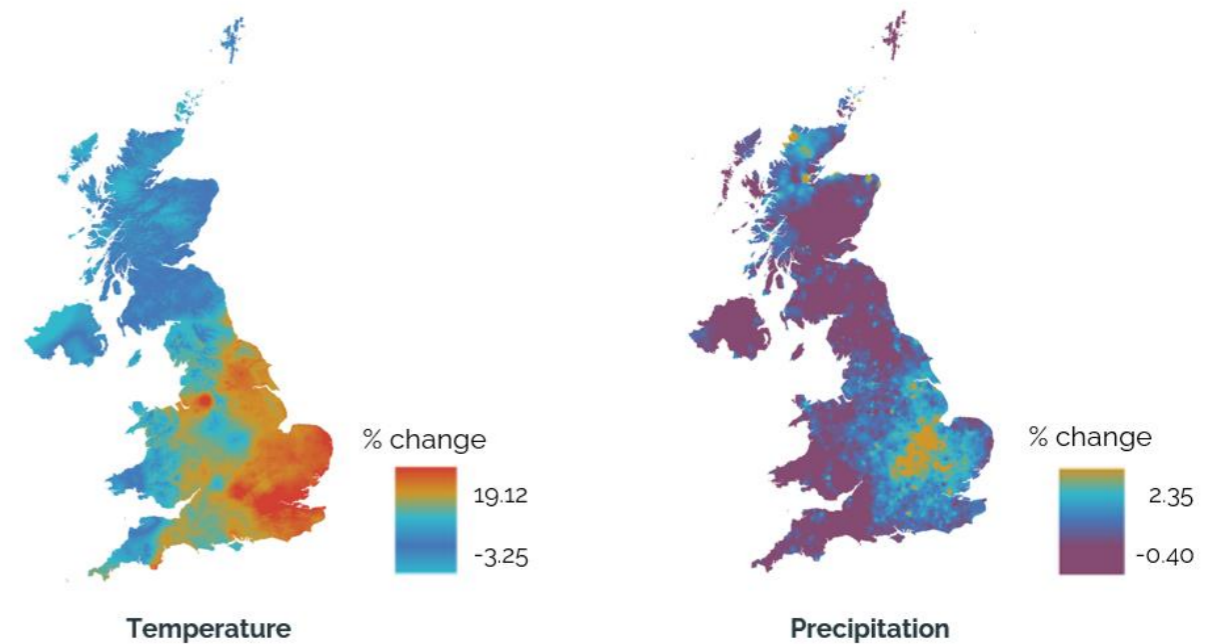 % change
19.12
-3.25
Temperature
% change
2.35
-0.40
Precipitation